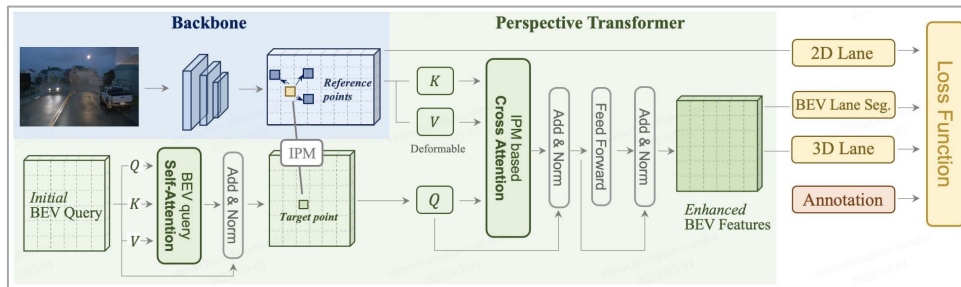 Backbone
Perspective Transformer
Reference
points
K
V
Deformable
IPM based
Cross Attention
Add & Norm
Feed Forward
Add & Norm
2D Lane
BEV Lane Seg.
3D Lane
Annotation
Loss Function
IPM
Initial
BEV Query
Q
K
V
BEV query
Self-Attention
Add & Norm
Target point
Q
Enhanced
BEV Features